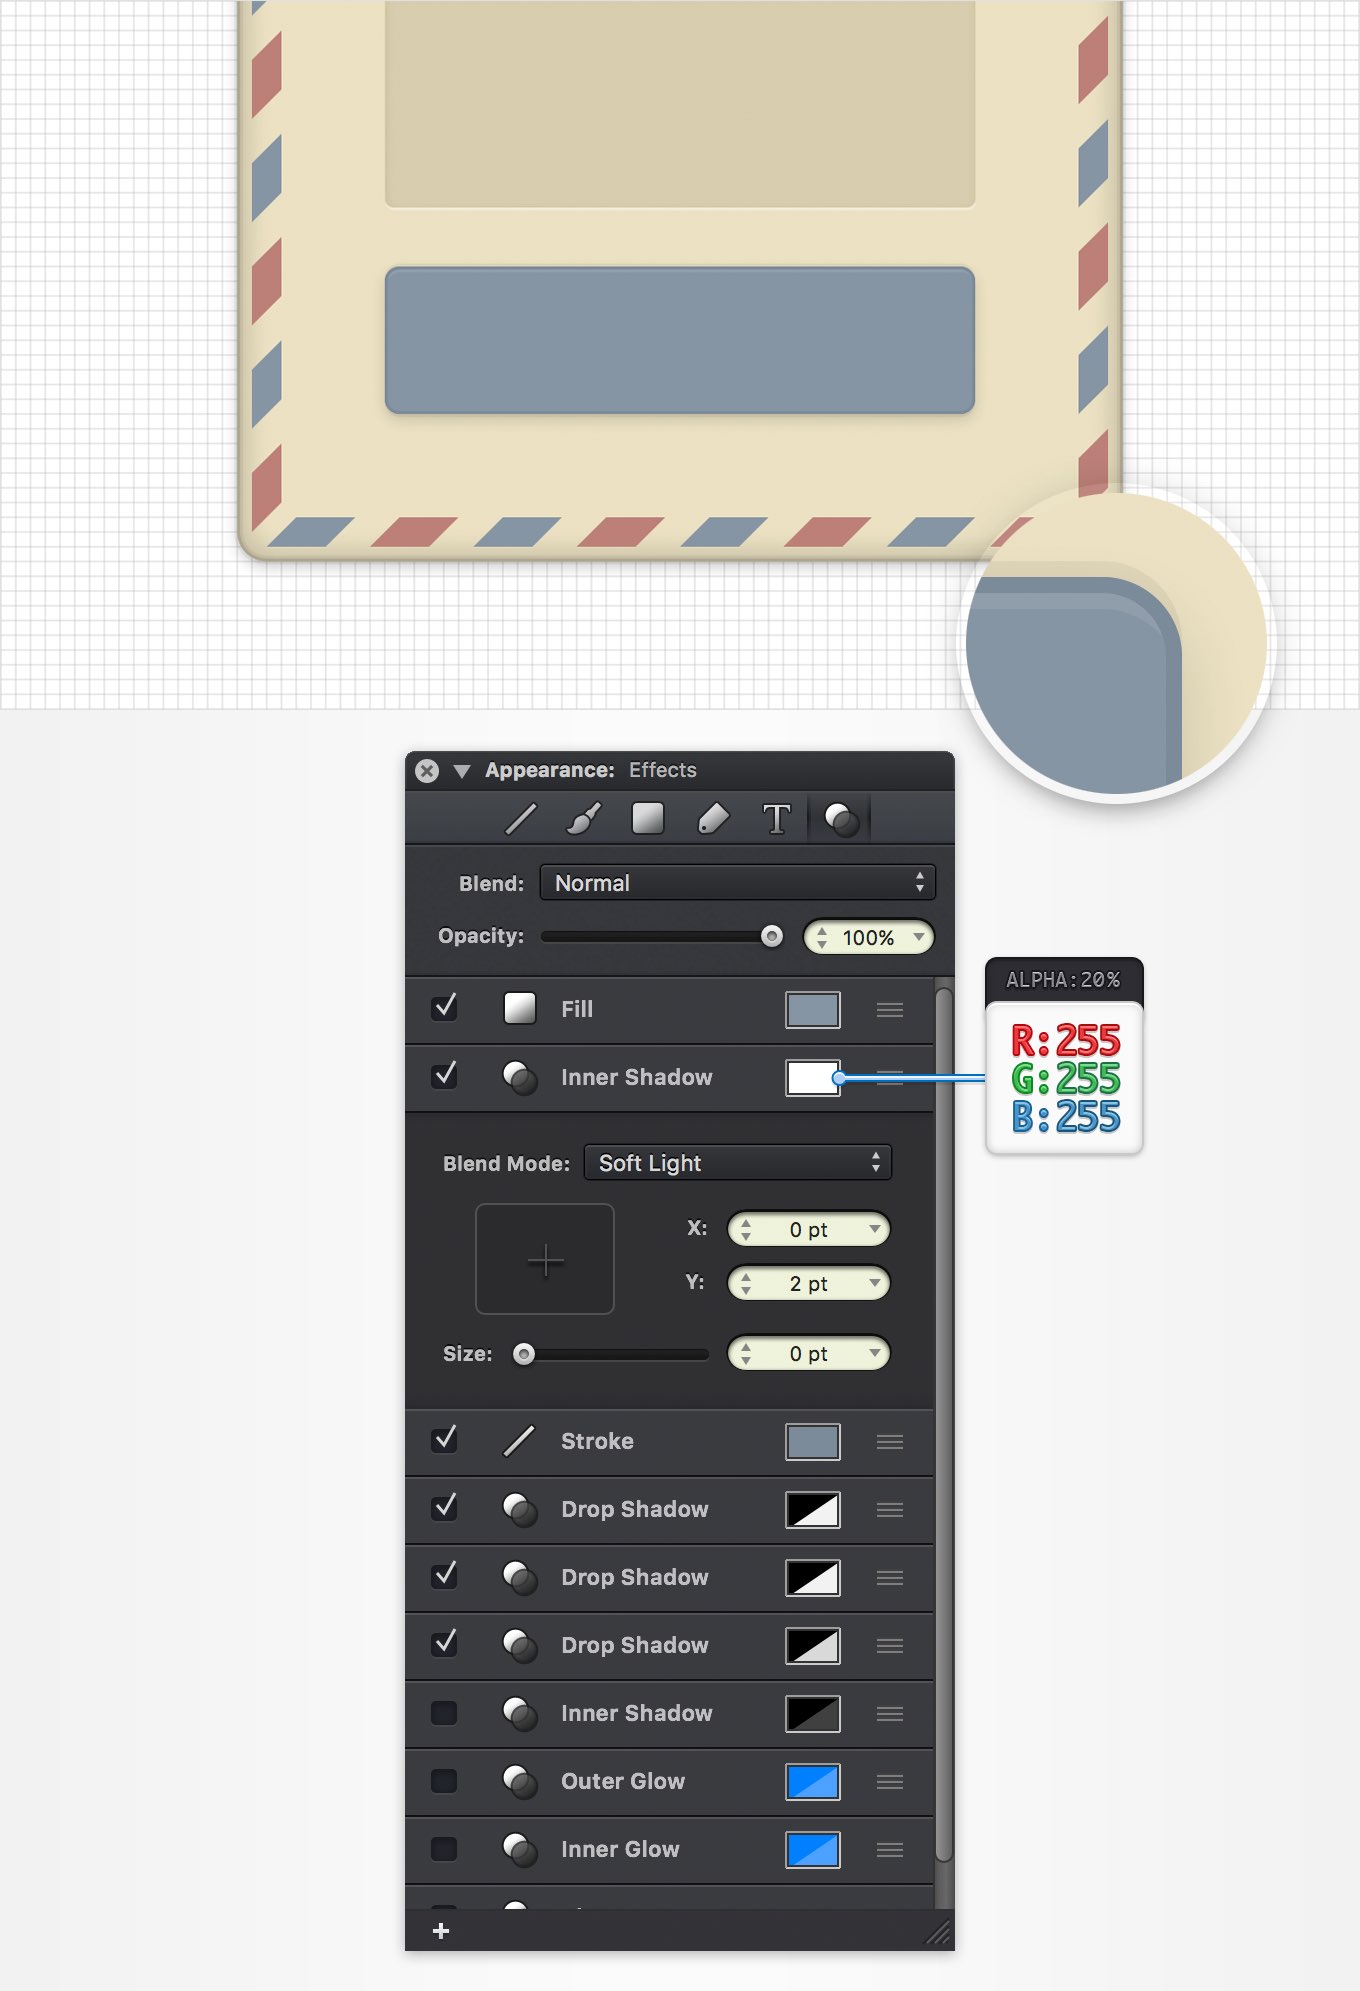 Appearance: Effects
T
Blend: Normal
Opacity: 100%
Fill
Inner Shadow
ALPHA:20%
R:255
G:255
B:255
Blend Mode: Soft Light
X: 0 pt
Y: 2 pt
Size: 0 pt
Stroke
Drop Shadow
Drop Shadow
Drop Shadow
Inner Shadow
Outer Glow
Inner Glow